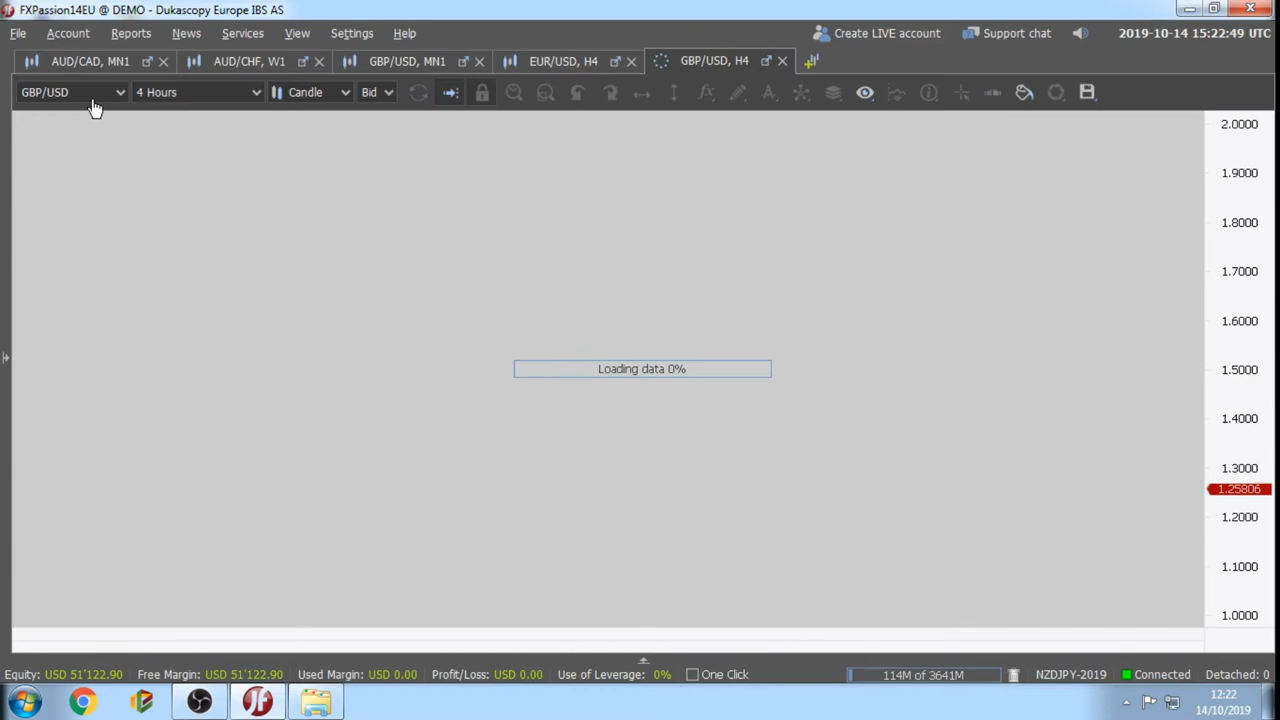 FXPassion14EU @ DEMO - Dukascopy Europe IBS AS
File Account Reports News Services View Settings Help Create LIVE account Support chat 2019-10-14 15:22:49 UTC
AUD/CAD, MN1 AUD/CHF, W1 GBP/USD, MN1 EUR/USD, H4 GBP/USD, H4
GBP/USD 4 Hours Candle Bid
2.0000
1.9000
1.8000
1.7000
1.6000
Loading data 0%
1.5000
1.4000
1.3000
1.25806
1.2000
1.1000
1.0000
Equity: USD 51'122.90 Free Margin: USD 51'122.90 Used Margin: USD 0.00 Profit/Loss: USD 0.00 Use of Leverage: 0% One Click 114M of 3641M NZDJPY-2019 Connected Detached: 0
12:22
14/10/2019